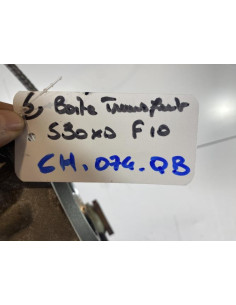 Boite Transfert
530xD F10
CH.074.QB